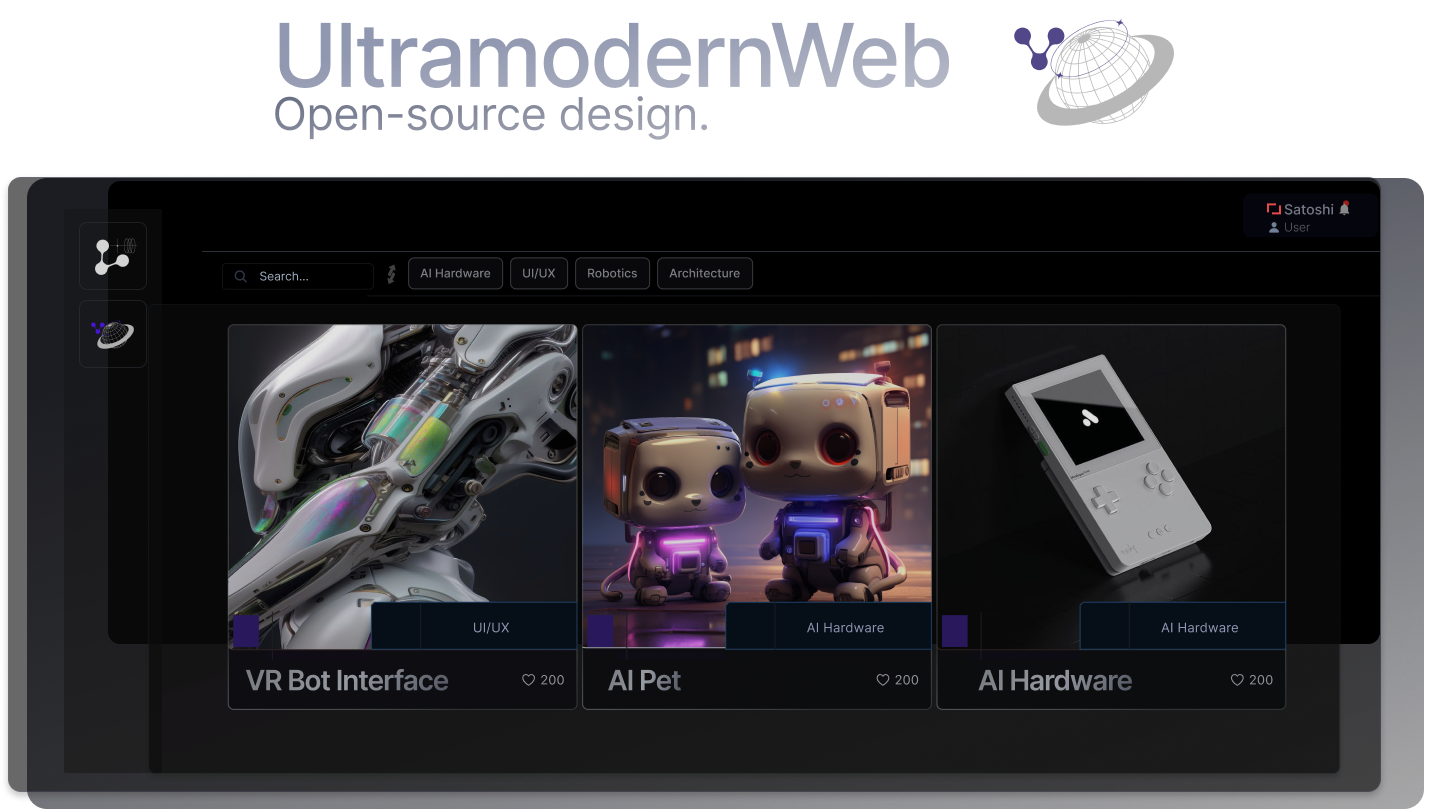 UltramodernWeb
Open-source design.
Satoshi
User
Search...
AI Hardware
UI/UX
Robotics
Architecture
UI/UX
AI Hardware
AI Hardware
VR Bot Interface
200
AI Pet
200
AI Hardware
200